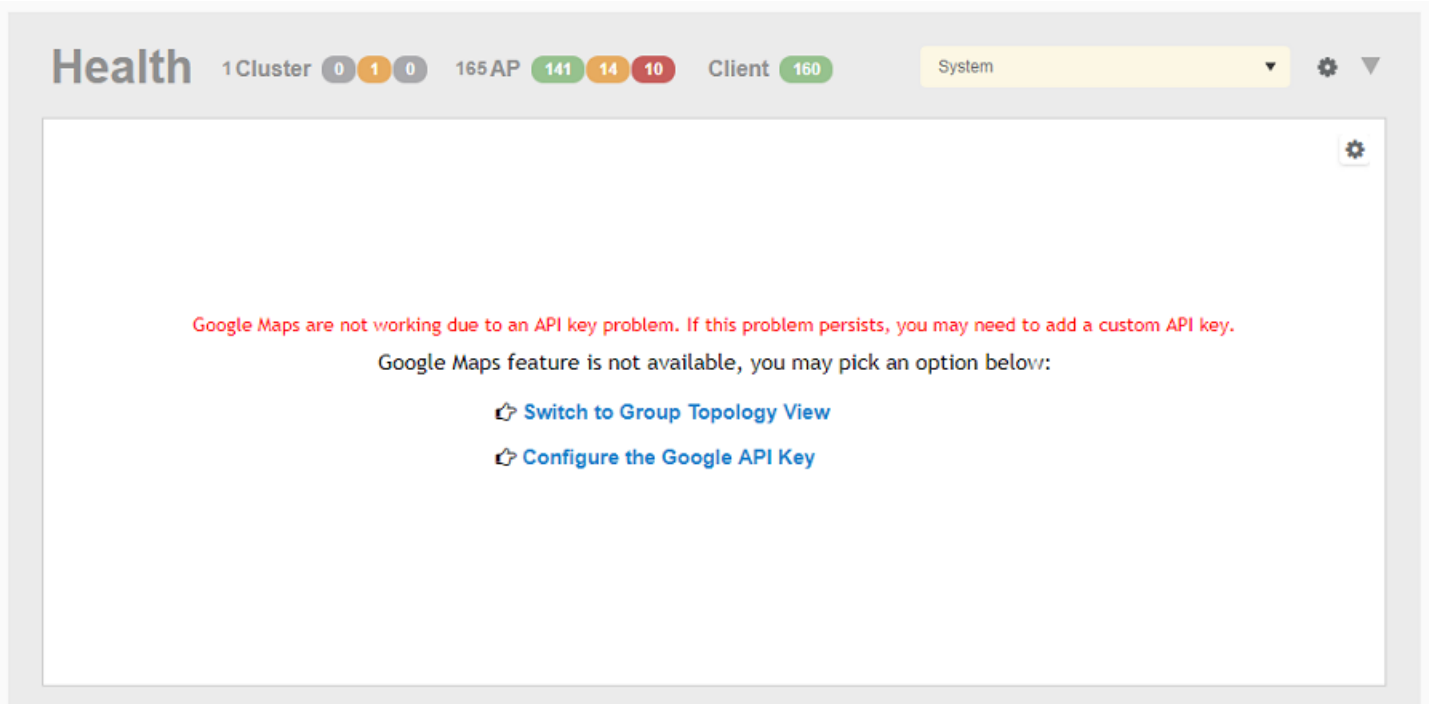 Health 1 Cluster 0 1 0 165 AP 141 14 10 Client 160 System
Google Maps are not working due to an API key problem. If this problem persists, you may need to add a custom API key.
Google Maps feature is not available, you may pick an option below:
Switch to Group Topology View
Configure the Google API Key